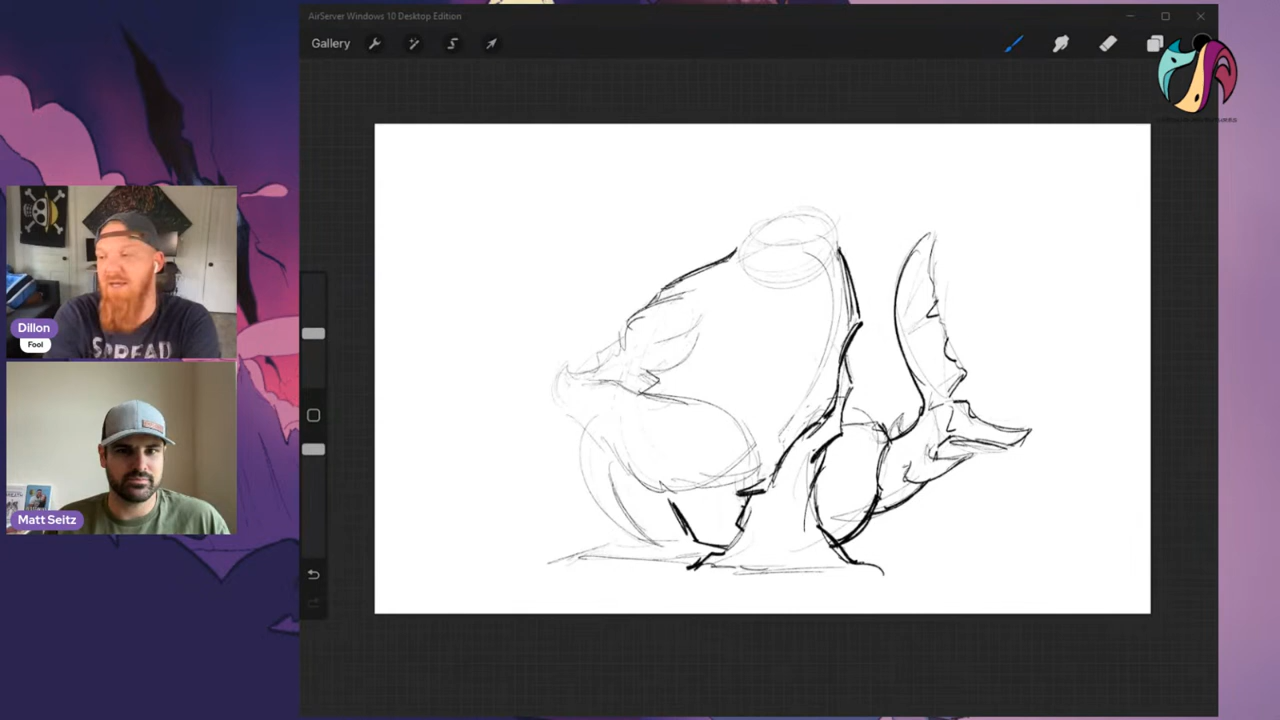 AirServer Windows 10 Desktop Edition
Gallery
Dillon
Fool
SPREAD
Matt Seitz